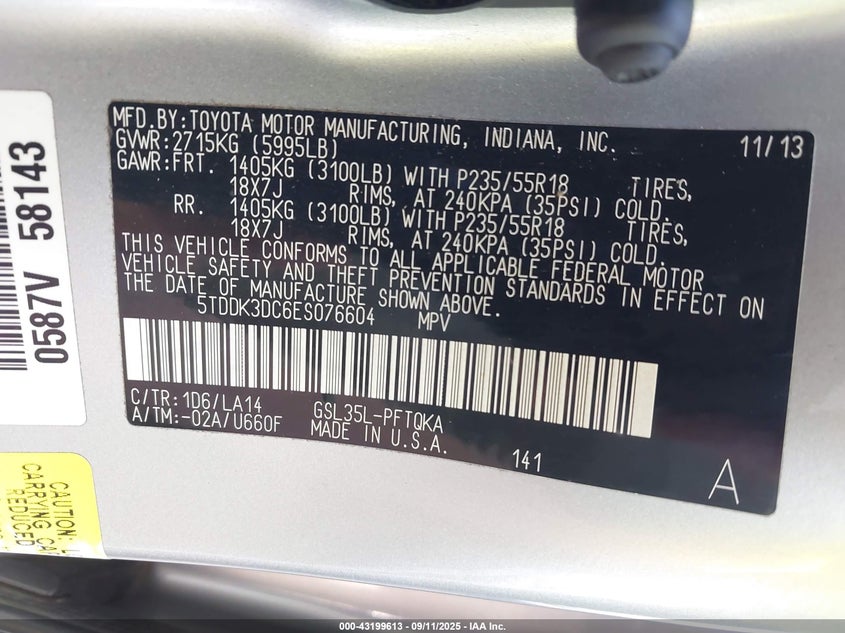 MFD.BY:TOYOTA MOTOR MANUFACTURING, INDIANA, INC. 11/13
GVWR:2715KG (5995LB)
GAWR:FRT. 1405KG (3100LB) WITH P235/55R18 TIRES,
18X7J RIMS, AT 240KPA (35PSI) COLD.
RR. 1405KG (3100LB) WITH P235/55R18 TIRES,
18X7J RIMS, AT 240KPA (35PSI) COLD.
THIS VEHICLE CONFORMS TO ALL APPLICABLE FEDERAL MOTOR
VEHICLE SAFETY AND THEFT PREVENTION STANDARDS IN EFFECT ON
THE DATE OF MANUFACTURE SHOWN ABOVE.
5TDDK3DC6ES076604 MPV
C/TR:1D6/LA14 GSL35L-PFTQKA
A/TM:-02A/U660F MADE IN U.S.A.
141
A
0587V 58143
CAUTION:
CARRYING
REDUCED
000-43199613 - 09/11/2025 - IAA Inc.